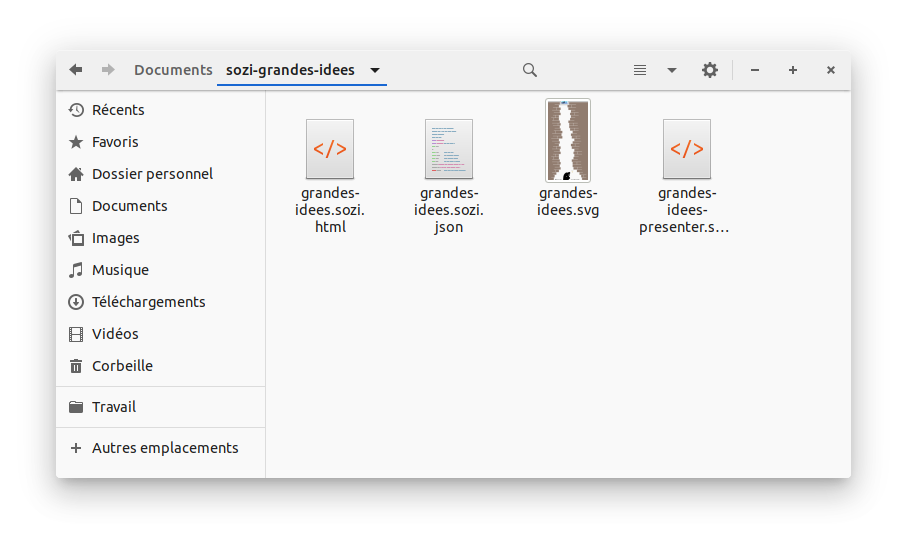 Documents sozi-grandes-idees
Récents
Favoris
Dossier personnel
Documents
Images
Musique
Téléchargements
Vidéos
Corbeille
Travail
Autres emplacements
grandes-
idees.sozi.
html
grandes-
idees.sozi.
json
grandes-
idees.svg
grandes-
idees-
presenter.s…